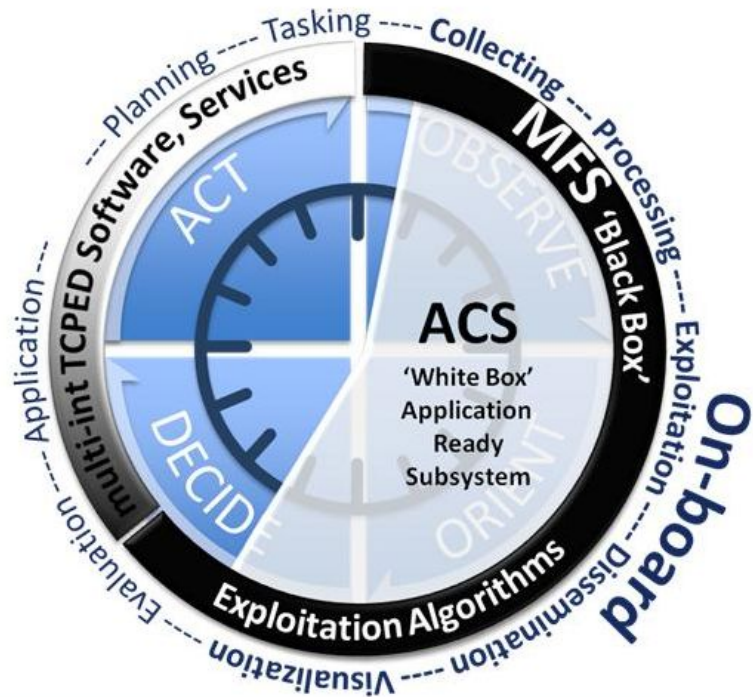 ---- Planning ---- Tasking ---- Collecting ---- Processing ---- Exploitation ---- Dissemination ---- Visualization ---- Evaluation ---- Application ----
On-board
multi-int TCPED Software, Services
MFS 'Black Box'
Exploitation Algorithms
OBSERVE
ORIENT
DECIDE
ACT
ACS
'White Box'
Application
Ready
Subsystem